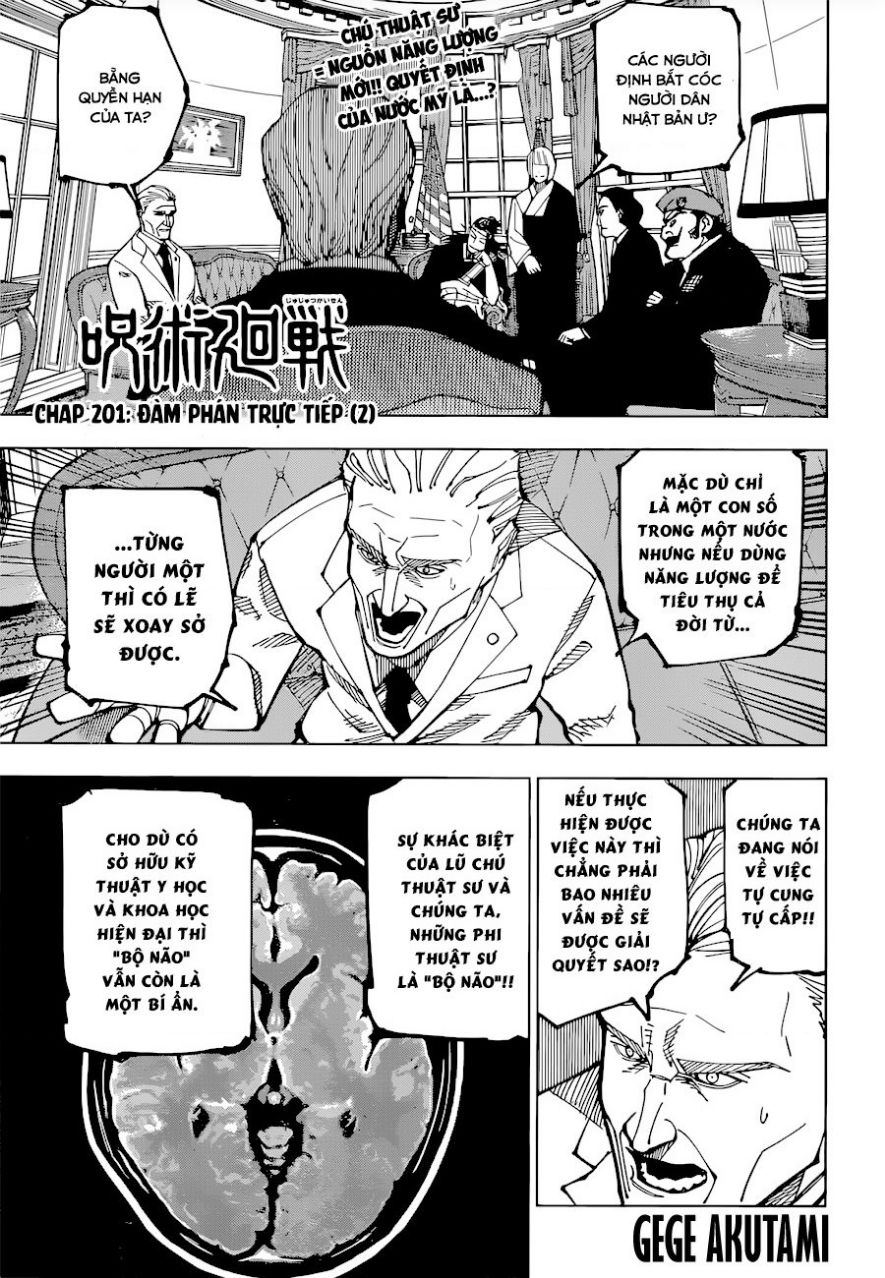 CHÚ THUẬT SƯ
= NGUỒN NĂNG LƯỢNG
MỚI!! QUYẾT ĐỊNH
CỦA NƯỚC MỸ LÀ...?
CÁC NGƯỜI
ĐỊNH BẮT CÓC
NGƯỜI DÂN
NHẬT BẢN Ư?
BẰNG
QUYỀN HẠN
CỦA TA?
じゅじゅつかいせん
呪術廻戦
CHAP 201: ĐÀM PHÁN TRỰC TIẾP (2)
MẶC DÙ CHỈ
LÀ MỘT CON SỐ
TRONG MỘT NƯỚC
NHƯNG NẾU DÙNG
NĂNG LƯỢNG ĐỂ
TIÊU THỤ CẢ
ĐỜI TỪ...
...TỪNG
NGƯỜI MỘT
THÌ CÓ LẼ
SẼ XOAY SỞ
ĐƯỢC.
CHÚNG TA
ĐANG NÓI
VỀ VIỆC
TỰ CUNG
TỰ CẤP!!
NẾU THỰC
HIỆN ĐƯỢC
VIỆC NÀY THÌ
CHẲNG PHẢI
BAO NHIÊU
VẤN ĐỀ SẼ
ĐƯỢC GIẢI
QUYẾT SAO!?
SỰ KHÁC BIỆT
CỦA LŨ CHÚ
THUẬT SƯ VÀ
CHÚNG TA,
NHỮNG PHI
THUẬT SƯ
LÀ "BỘ NÃO"!!
CHO DÙ CÓ
SỞ HỮU KỸ
THUẬT Y HỌC
VÀ KHOA HỌC
HIỆN ĐẠI THÌ
"BỘ NÃO"
VẪN CÒN LÀ
MỘT BÍ ẨN.
GEGE AKUTAMI